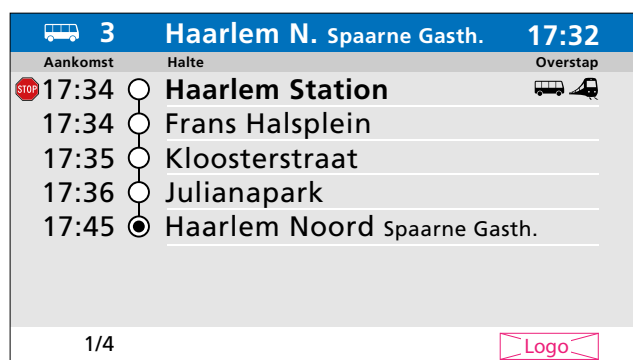 3 Haarlem N. Spaarne Gasth. 17:32
Aankomst Halte Overstap
STOP 17:34 Haarlem Station
17:34 Frans Halsplein
17:35 Kloosterstraat
17:36 Julianapark
17:45 Haarlem Noord Spaarne Gasth.
1/4 Logo